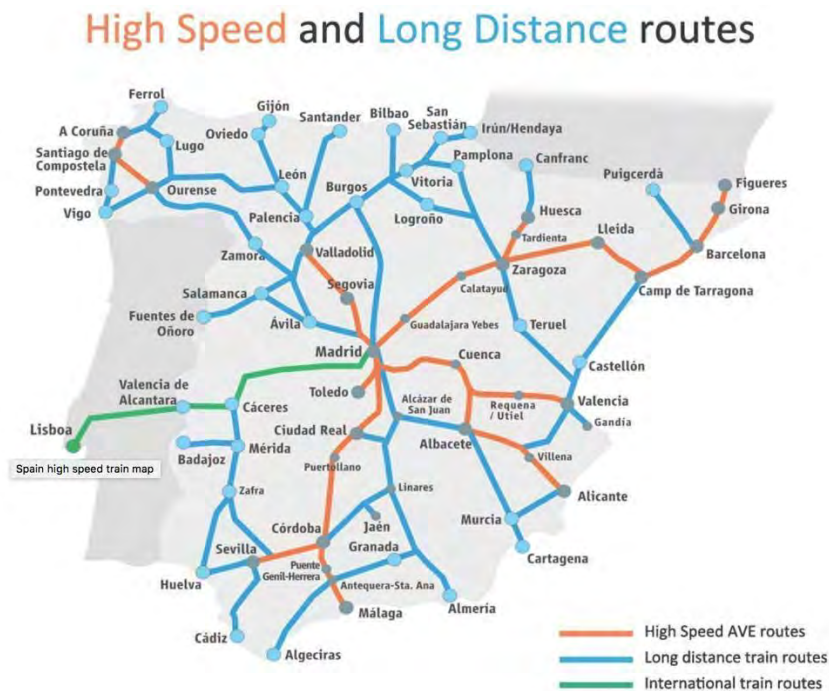 High Speed and Long Distance routes
Ferrol
Gijón
Santander
Bilbao
San
Sebastián
Irún/Hendaya
A Coruña
Lugo
Oviedo
León
Burgos
Vitoria
Pamplona
Canfranc
Puigcerdà
Figueres
Santiago de
Compostela
Pontevedra
Ourense
Vigo
Palencia
Logroño
Huesca
Tardienta
Lleida
Girona
Barcelona
Zamora
Valladolid
Segovia
Zaragoza
Camp de Tarragona
Salamanca
Calatayud
Fuentes de
Oñoro
Ávila
Guadalajara Yebes
Teruel
Madrid
Cuenca
Castellón
Valencia de
Alcantara
Toledo
Alcázar de
San Juan
Requena
/ Utiel
Valencia
Gandía
Lisboa
Cáceres
Ciudad Real
Albacete
Badajoz
Mérida
Puertollano
Villena
Spain high speed train map
Zafra
Linares
Alicante
Murcia
Córdoba
Jaén
Sevilla
Granada
Cartagena
Huelva
Puente
Genil-Herrera
Antequera-Sta. Ana
Almería
Málaga
Cádiz
Algeciras
High Speed AVE routes
Long distance train routes
International train routes